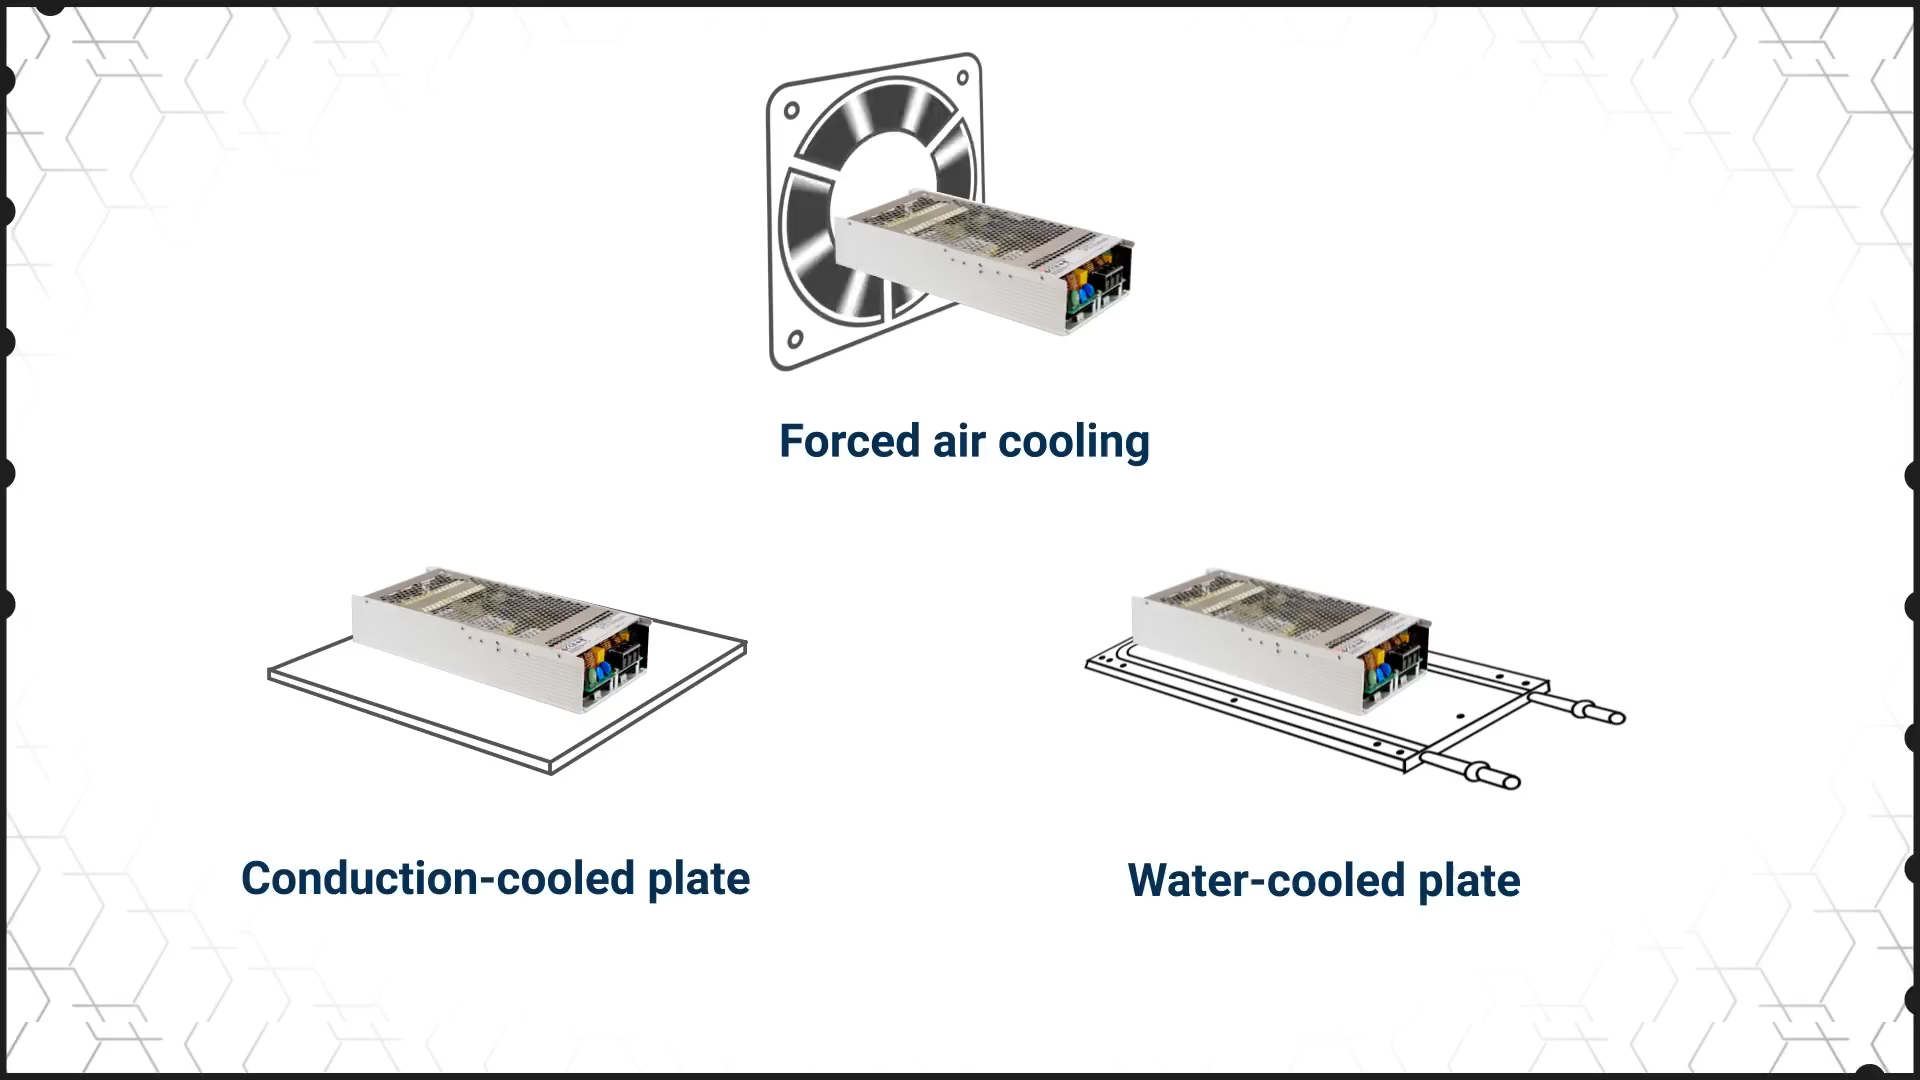 Forced air cooling
Conduction-cooled plate
Water-cooled plate